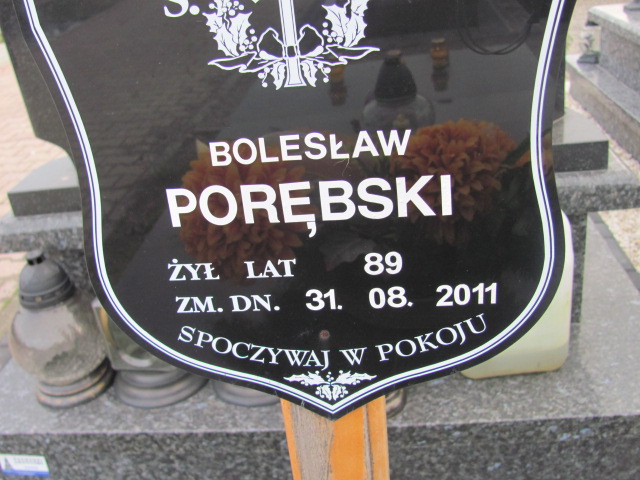 Ś.
BOLESŁAW
PORĘBSKI
ŻYŁ LAT 89
ZM. DN. 31. 08. 2011
SPOCZYWAJ W POKOJU